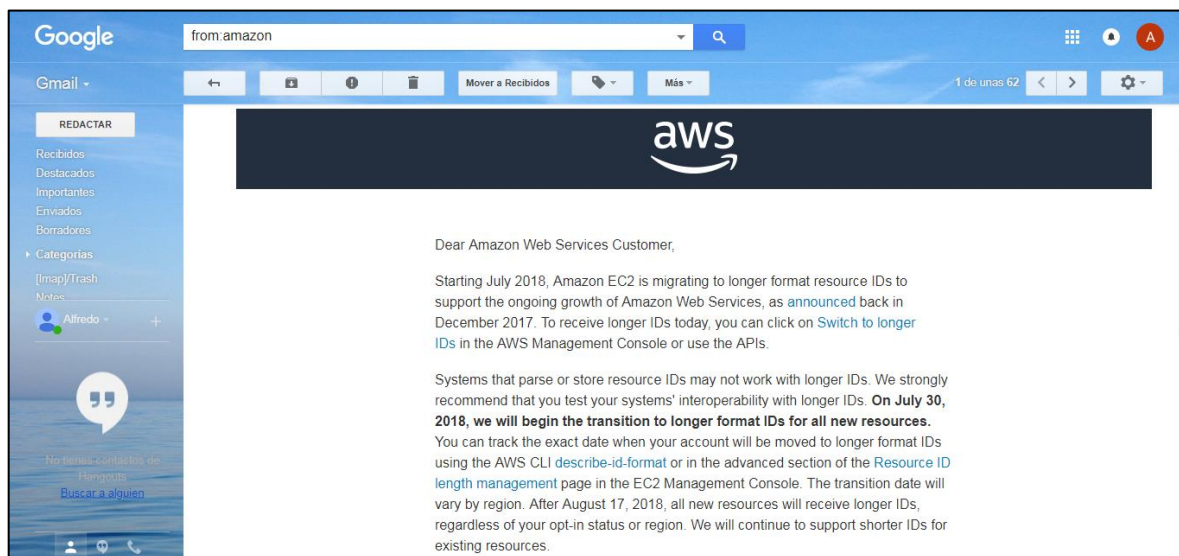 Google
from:amazon
A
Gmail
Mover a Recibidos
Más
1 de unas 62
REDACTAR
Recibidos
Destacados
Importantes
Enviados
Borradores
Categorías
[Imap]/Trash
Notes
Alfredo
No tienes contactos de
Hangouts
Buscar a alguien
aws
Dear Amazon Web Services Customer,
Starting July 2018, Amazon EC2 is migrating to longer format resource IDs to
support the ongoing growth of Amazon Web Services, as announced back in
December 2017. To receive longer IDs today, you can click on Switch to longer
IDs in the AWS Management Console or use the APIs.
Systems that parse or store resource IDs may not work with longer IDs. We strongly
recommend that you test your systems' interoperability with longer IDs. On July 30,
2018, we will begin the transition to longer format IDs for all new resources.
You can track the exact date when your account will be moved to longer format IDs
using the AWS CLI describe-id-format or in the advanced section of the Resource ID
length management page in the EC2 Management Console. The transition date will
vary by region. After August 17, 2018, all new resources will receive longer IDs,
regardless of your opt-in status or region. We will continue to support shorter IDs for
existing resources.